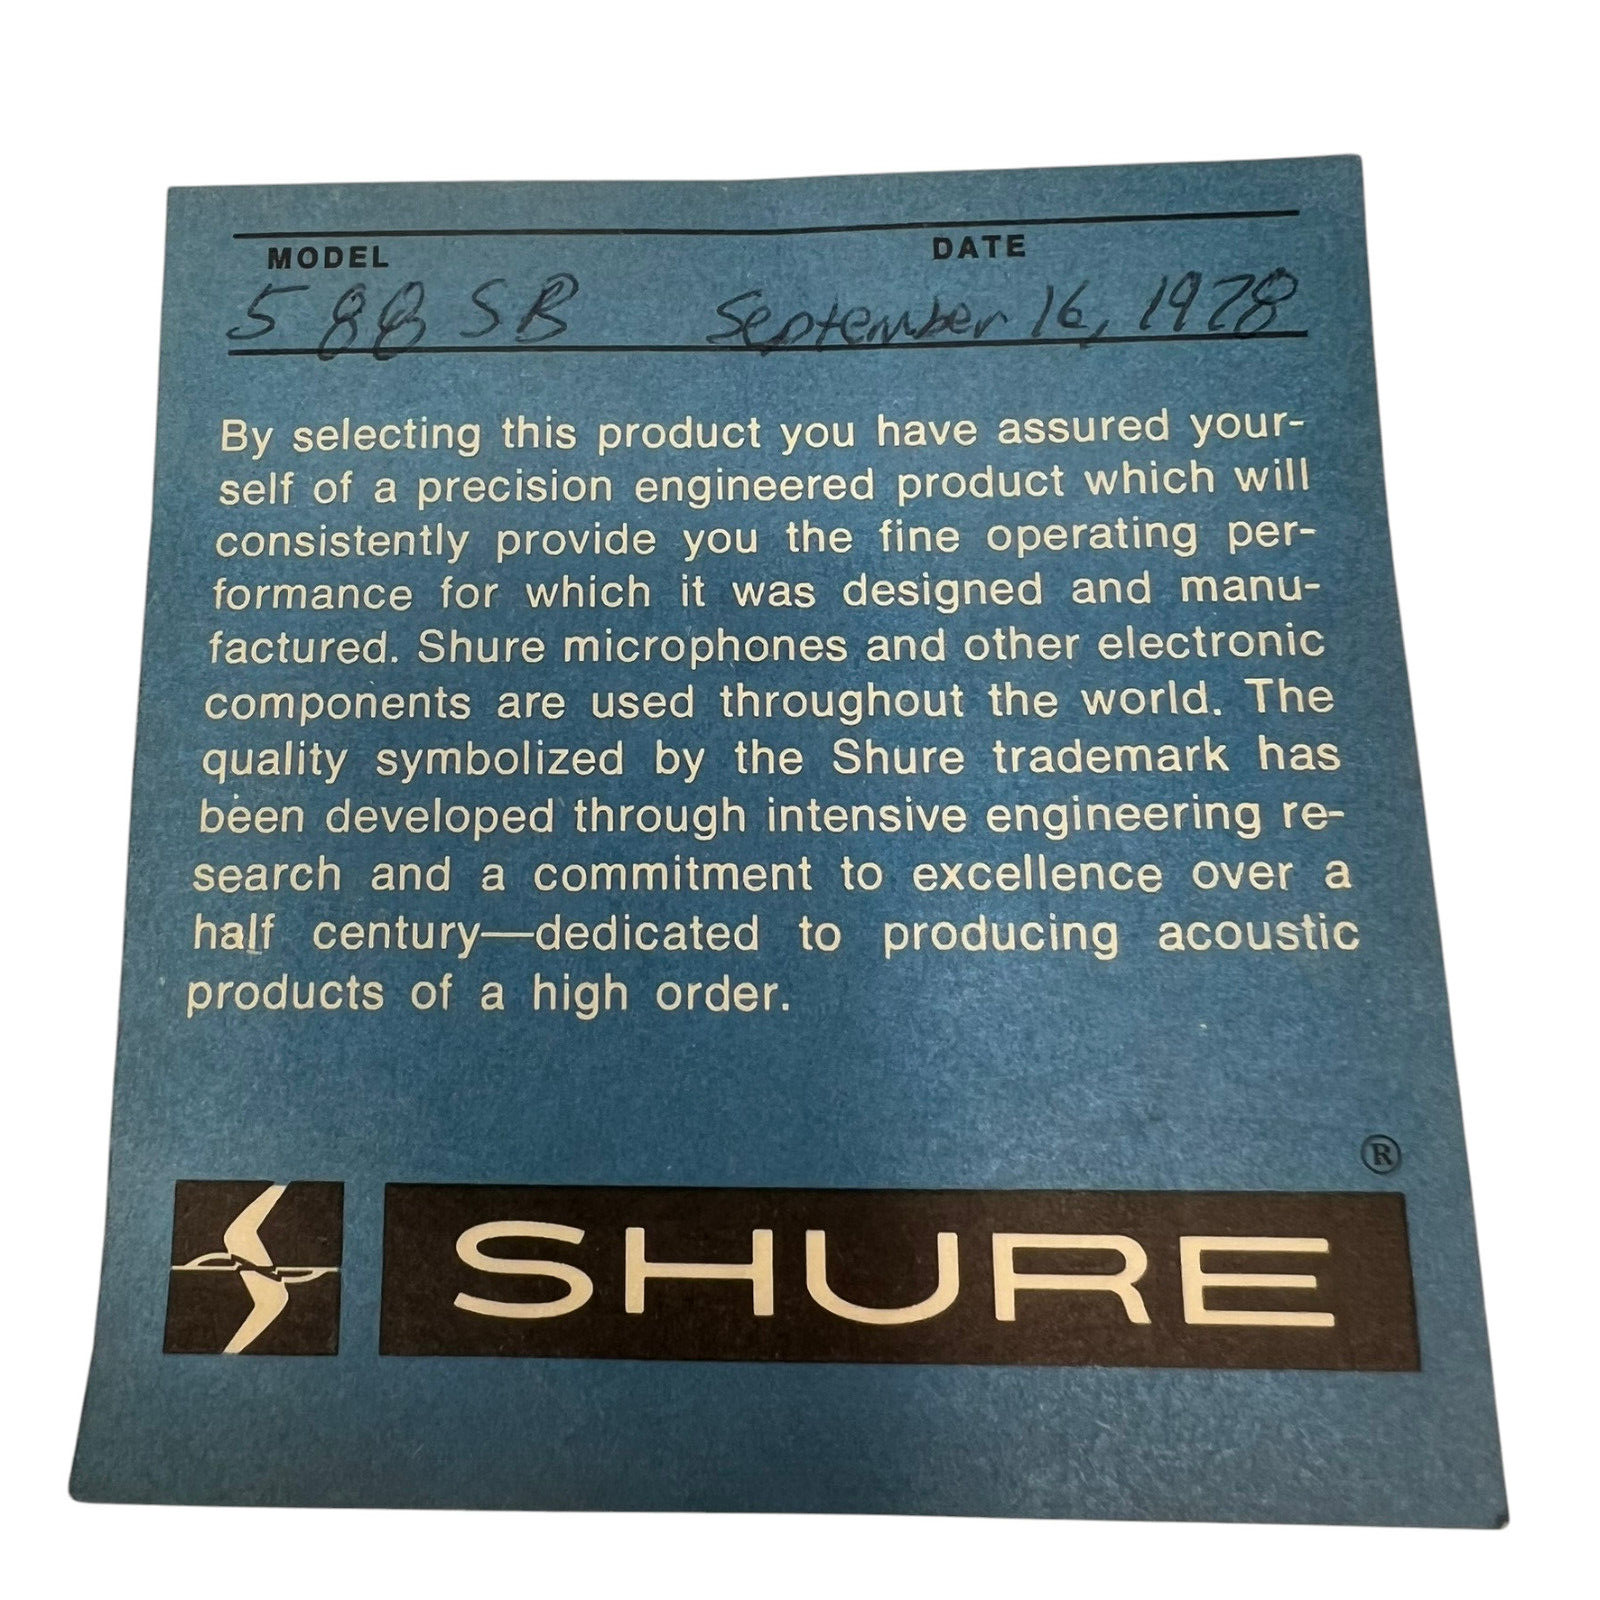 MODEL DATE
588 SB September 16, 1978
By selecting this product you have assured your-
self of a precision engineered product which will
consistently provide you the fine operating per-
formance for which it was designed and manu-
factured. Shure microphones and other electronic
components are used throughout the world. The
quality symbolized by the Shure trademark has
been developed through intensive engineering re-
search and a commitment to excellence over a
half century—dedicated to producing acoustic
products of a high order.
®
SHURE